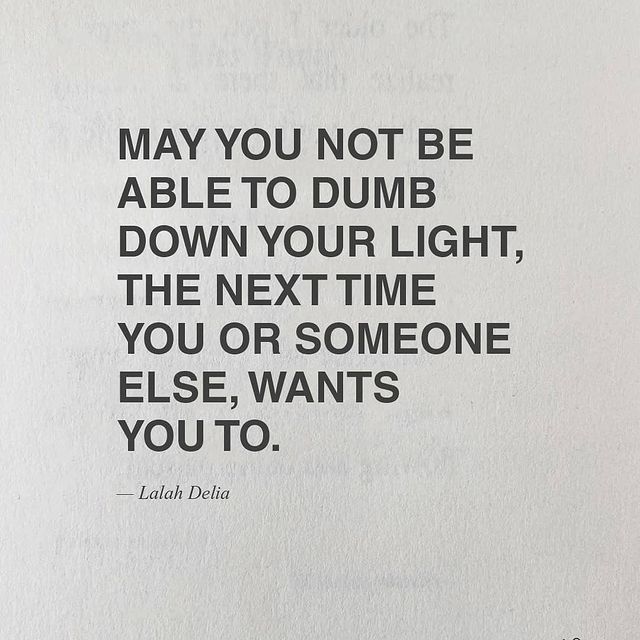 MAY YOU NOT BE
ABLE TO DUMB
DOWN YOUR LIGHT,
THE NEXT TIME
YOU OR SOMEONE
ELSE, WANTS
YOU TO.
— Lalah Delia